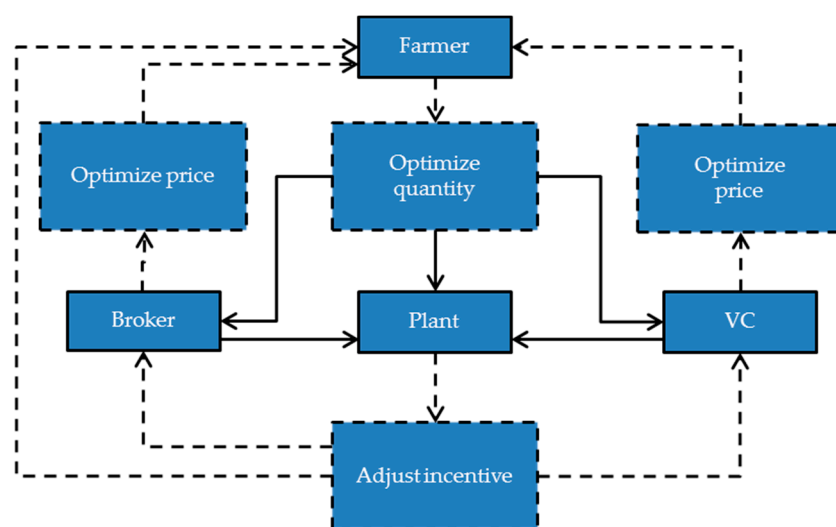 Farmer
Optimize price
Optimize
quantity
Optimize
price
Broker
Plant
VC
Adjust incentive